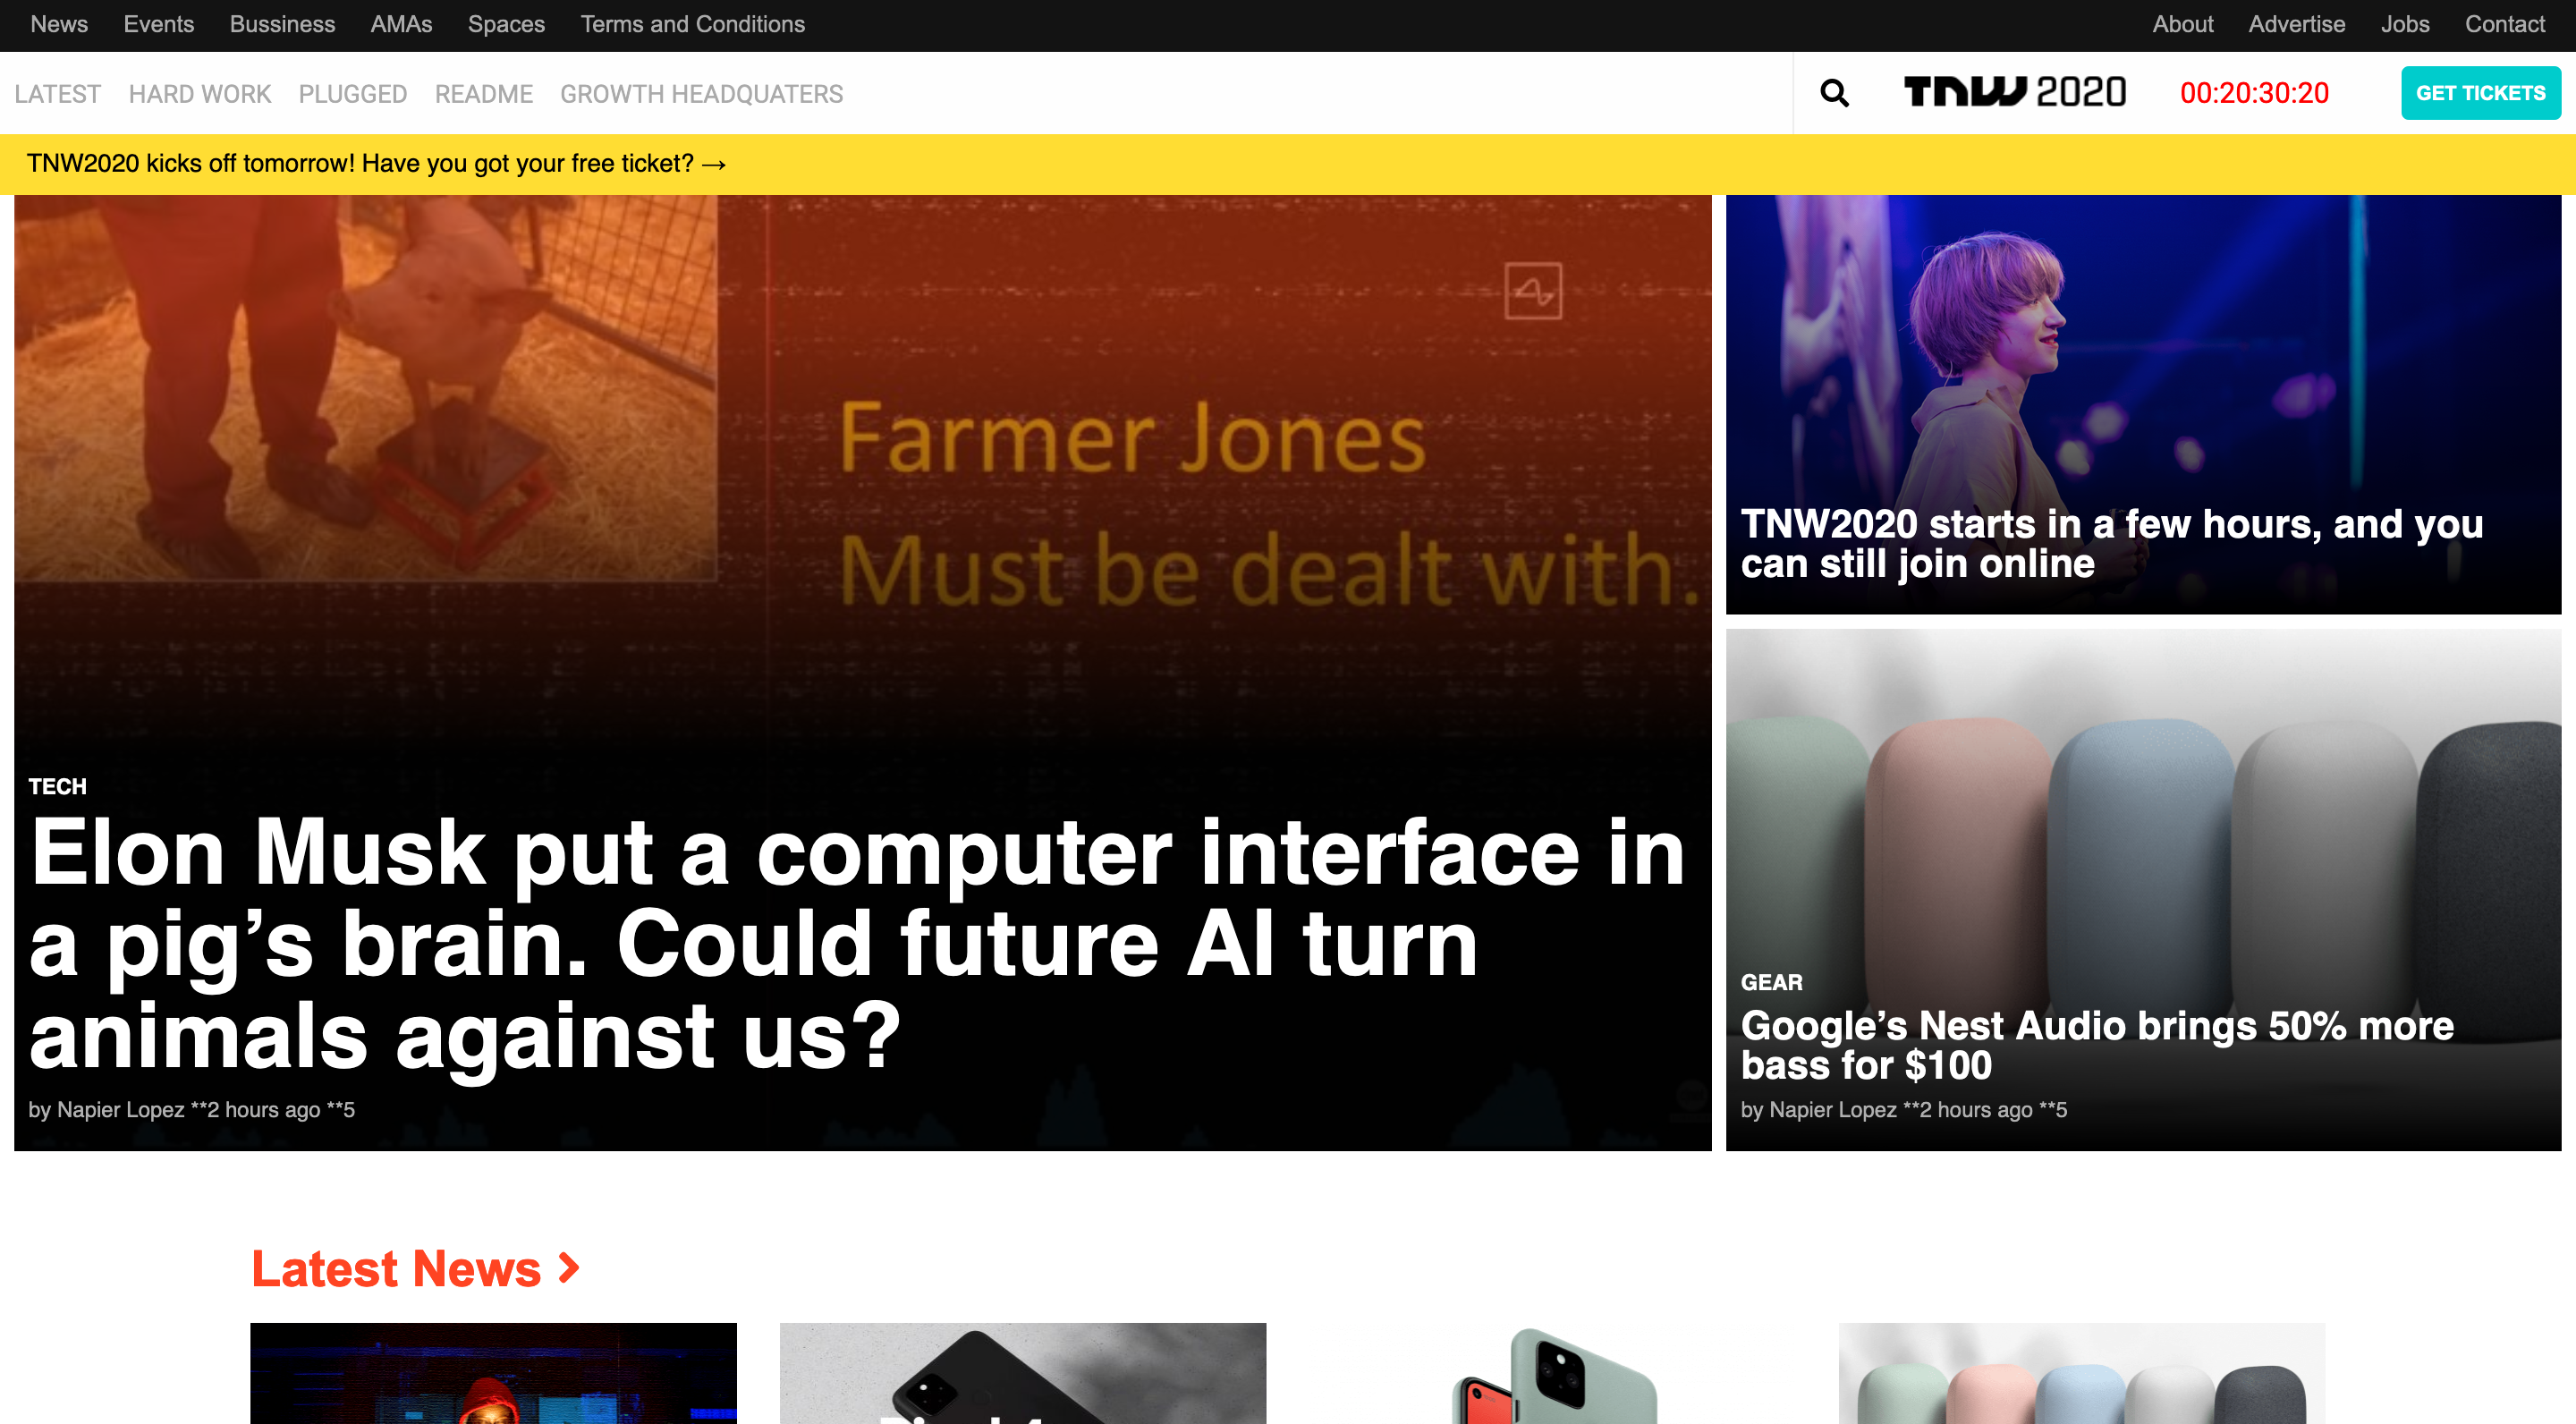 News Events Bussiness AMAs Spaces Terms and Conditions About Advertise Jobs Contact
LATEST HARD WORK PLUGGED README GROWTH HEADQUATERS TNW 2020 00:20:30:20 GET TICKETS
TNW2020 kicks off tomorrow! Have you got your free ticket? →
Farmer Jones
Must be dealt with.
TECH
Elon Musk put a computer interface in
a pig’s brain. Could future AI turn
animals against us?
by Napier Lopez **2 hours ago **5
TNW2020 starts in a few hours, and you
can still join online
GEAR
Google’s Nest Audio brings 50% more
bass for $100
by Napier Lopez **2 hours ago **5
Latest News